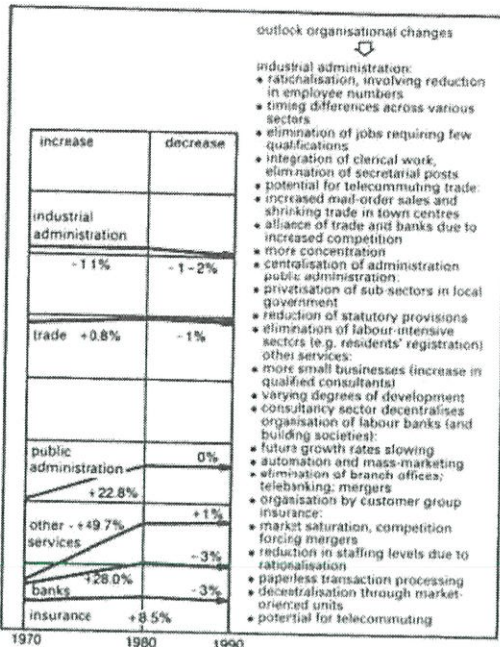 outlook organisational changes
industrial administration:
• rationalisation, involving reduction
in employee numbers
• timing differences across various
sectors
• elimination of jobs requiring few
qualifications
• integration of clerical work,
elimination of secretarial posts
• potential for telecommuting trade:
• increased mail-order sales and
shrinking trade in town centres
• alliance of trade and banks due to
increased competition
• more concentration
• centralisation of administration
public administration:
• privatisation of sub-sectors in local
government
• reduction of statutory provisions
• elimination of labour-intensive
sectors (e.g. residents' registration)
other services:
• more small businesses (increase in
qualified consultants)
• varying degrees of development
• consultancy sector decentralises
organisation of labour banks (and
building societies):
• future growth rates slowing
• automation and mass-marketing
• elimination of branch offices;
telebanking; mergers
• organisation by customer group
insurance:
• market saturation, competition
forcing mergers
• reduction in staffing levels due to
rationalisation
• paperless transaction processing
• decentralisation through market-
oriented units
• potential for telecommuting
increase decrease
industrial
administration
-11% -1-2%
trade +0.8% -1%
public 0%
administration
+22.8%
+1%
other - +49.7%
services
-3%
+28.0%
banks -3%
insurance +8.5%
1970 1980 1990